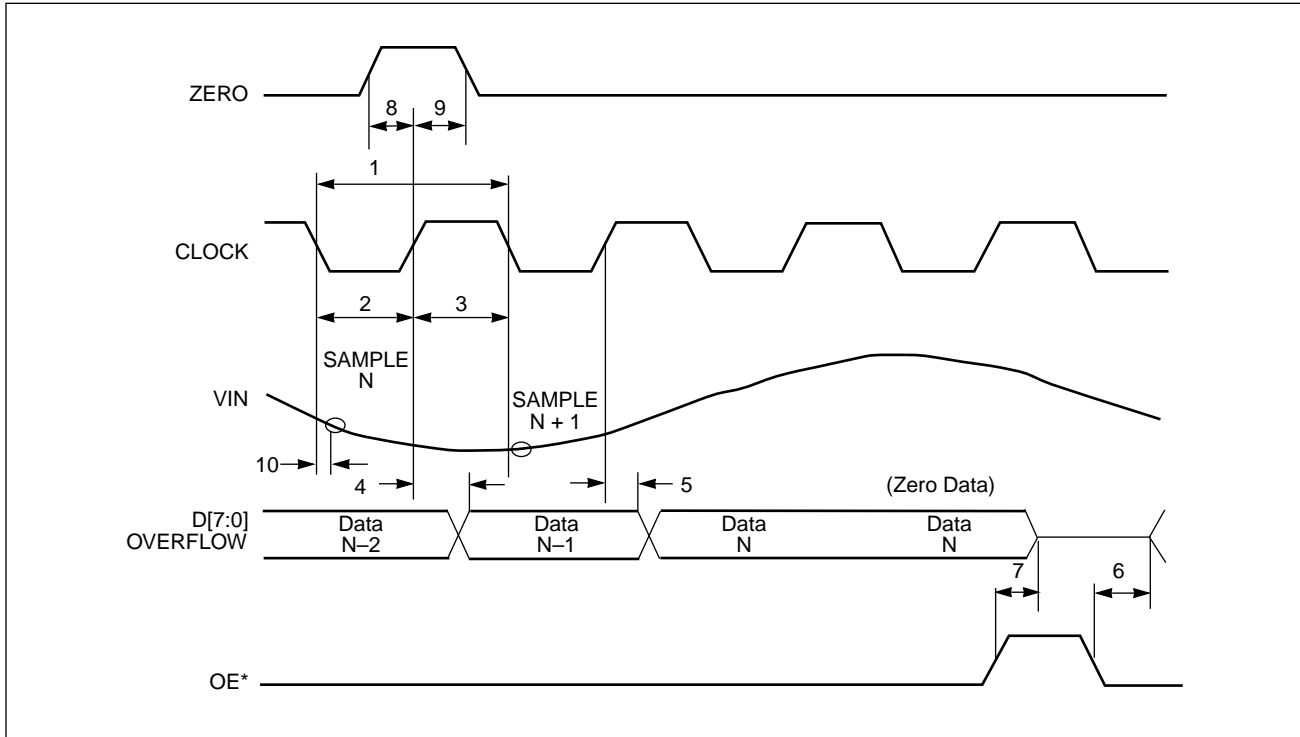 ZERO
8
9
1
CLOCK
2
3
SAMPLE
N
VIN
SAMPLE
N + 1
10
4
5
(Zero Data)
D[7:0]
OVERFLOW
Data
N–2
Data
N–1
Data
N
Data
N
7
6
OE*